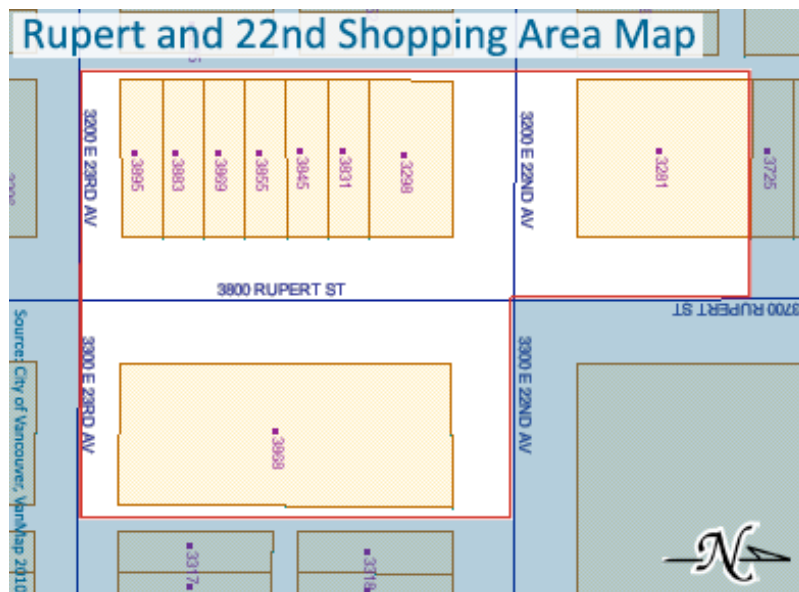 Rupert and 22nd Shopping Area Map
3200 E 23RD AV
3895
3883
3869
3855
3845
3831
3298
3200 E 22ND AV
3281
3725
3800 RUPERT ST
3700 RUPERT ST
3300 E 23RD AV
3868
3300 E 22ND AV
3317
3318
Source: City of Vancouver, VanMap 2010
N